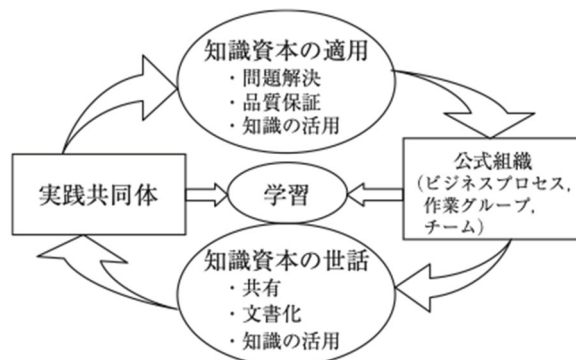 知識資本の適用
・問題解決
・品質保証
・知識の活用
実践共同体
学習
公式組織
（ビジネスプロセス，
作業グループ，
チーム）
知識資本の世話
・共有
・文書化
・知識の活用